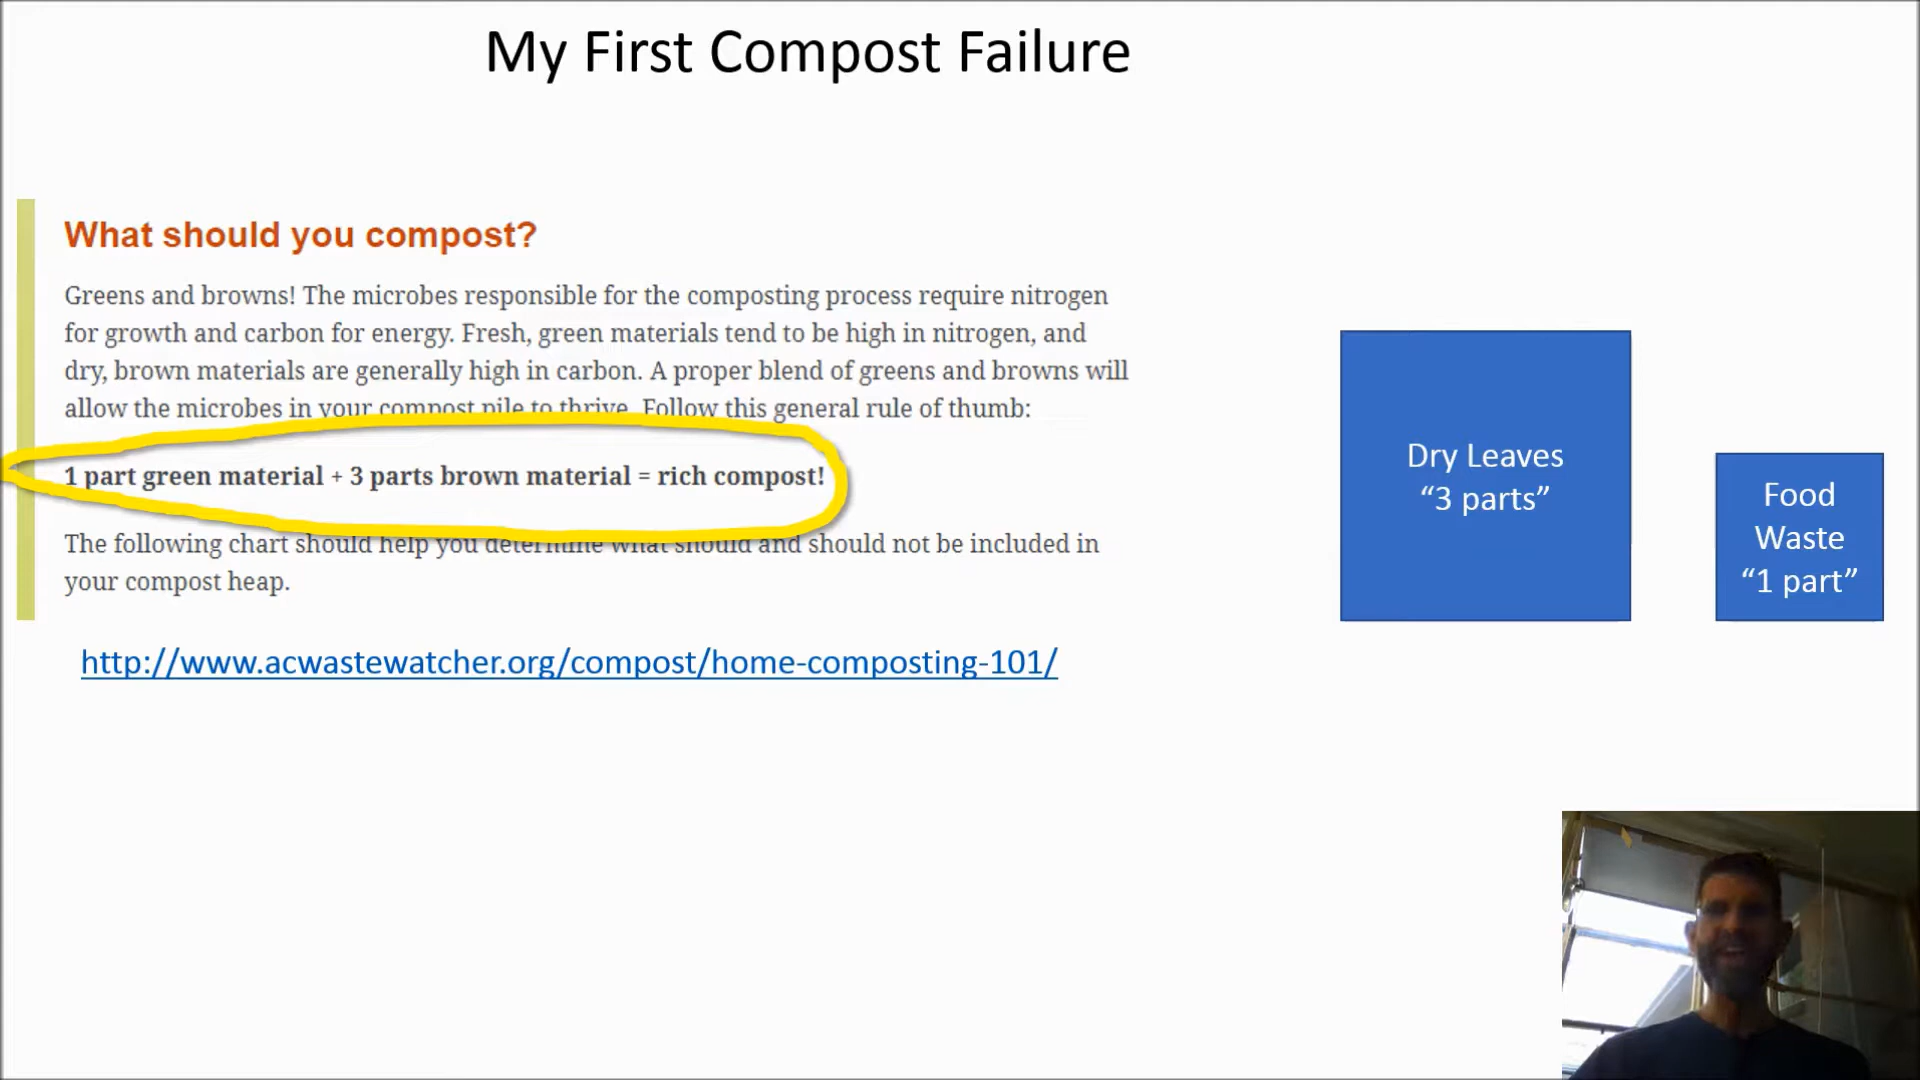 My First Compost Failure
What should you compost?
Greens and browns! The microbes responsible for the composting process require nitrogen
for growth and carbon for energy. Fresh, green materials tend to be high in nitrogen, and
dry, brown materials are generally high in carbon. A proper blend of greens and browns will
allow the microbes in your compost pile to thrive. Follow this general rule of thumb:
1 part green material + 3 parts brown material = rich compost!
The following chart should help you determine what should and should not be included in
your compost heap.
http://www.acwastewatcher.org/compost/home-composting-101/
Dry Leaves
“3 parts”
Food
Waste
“1 part”